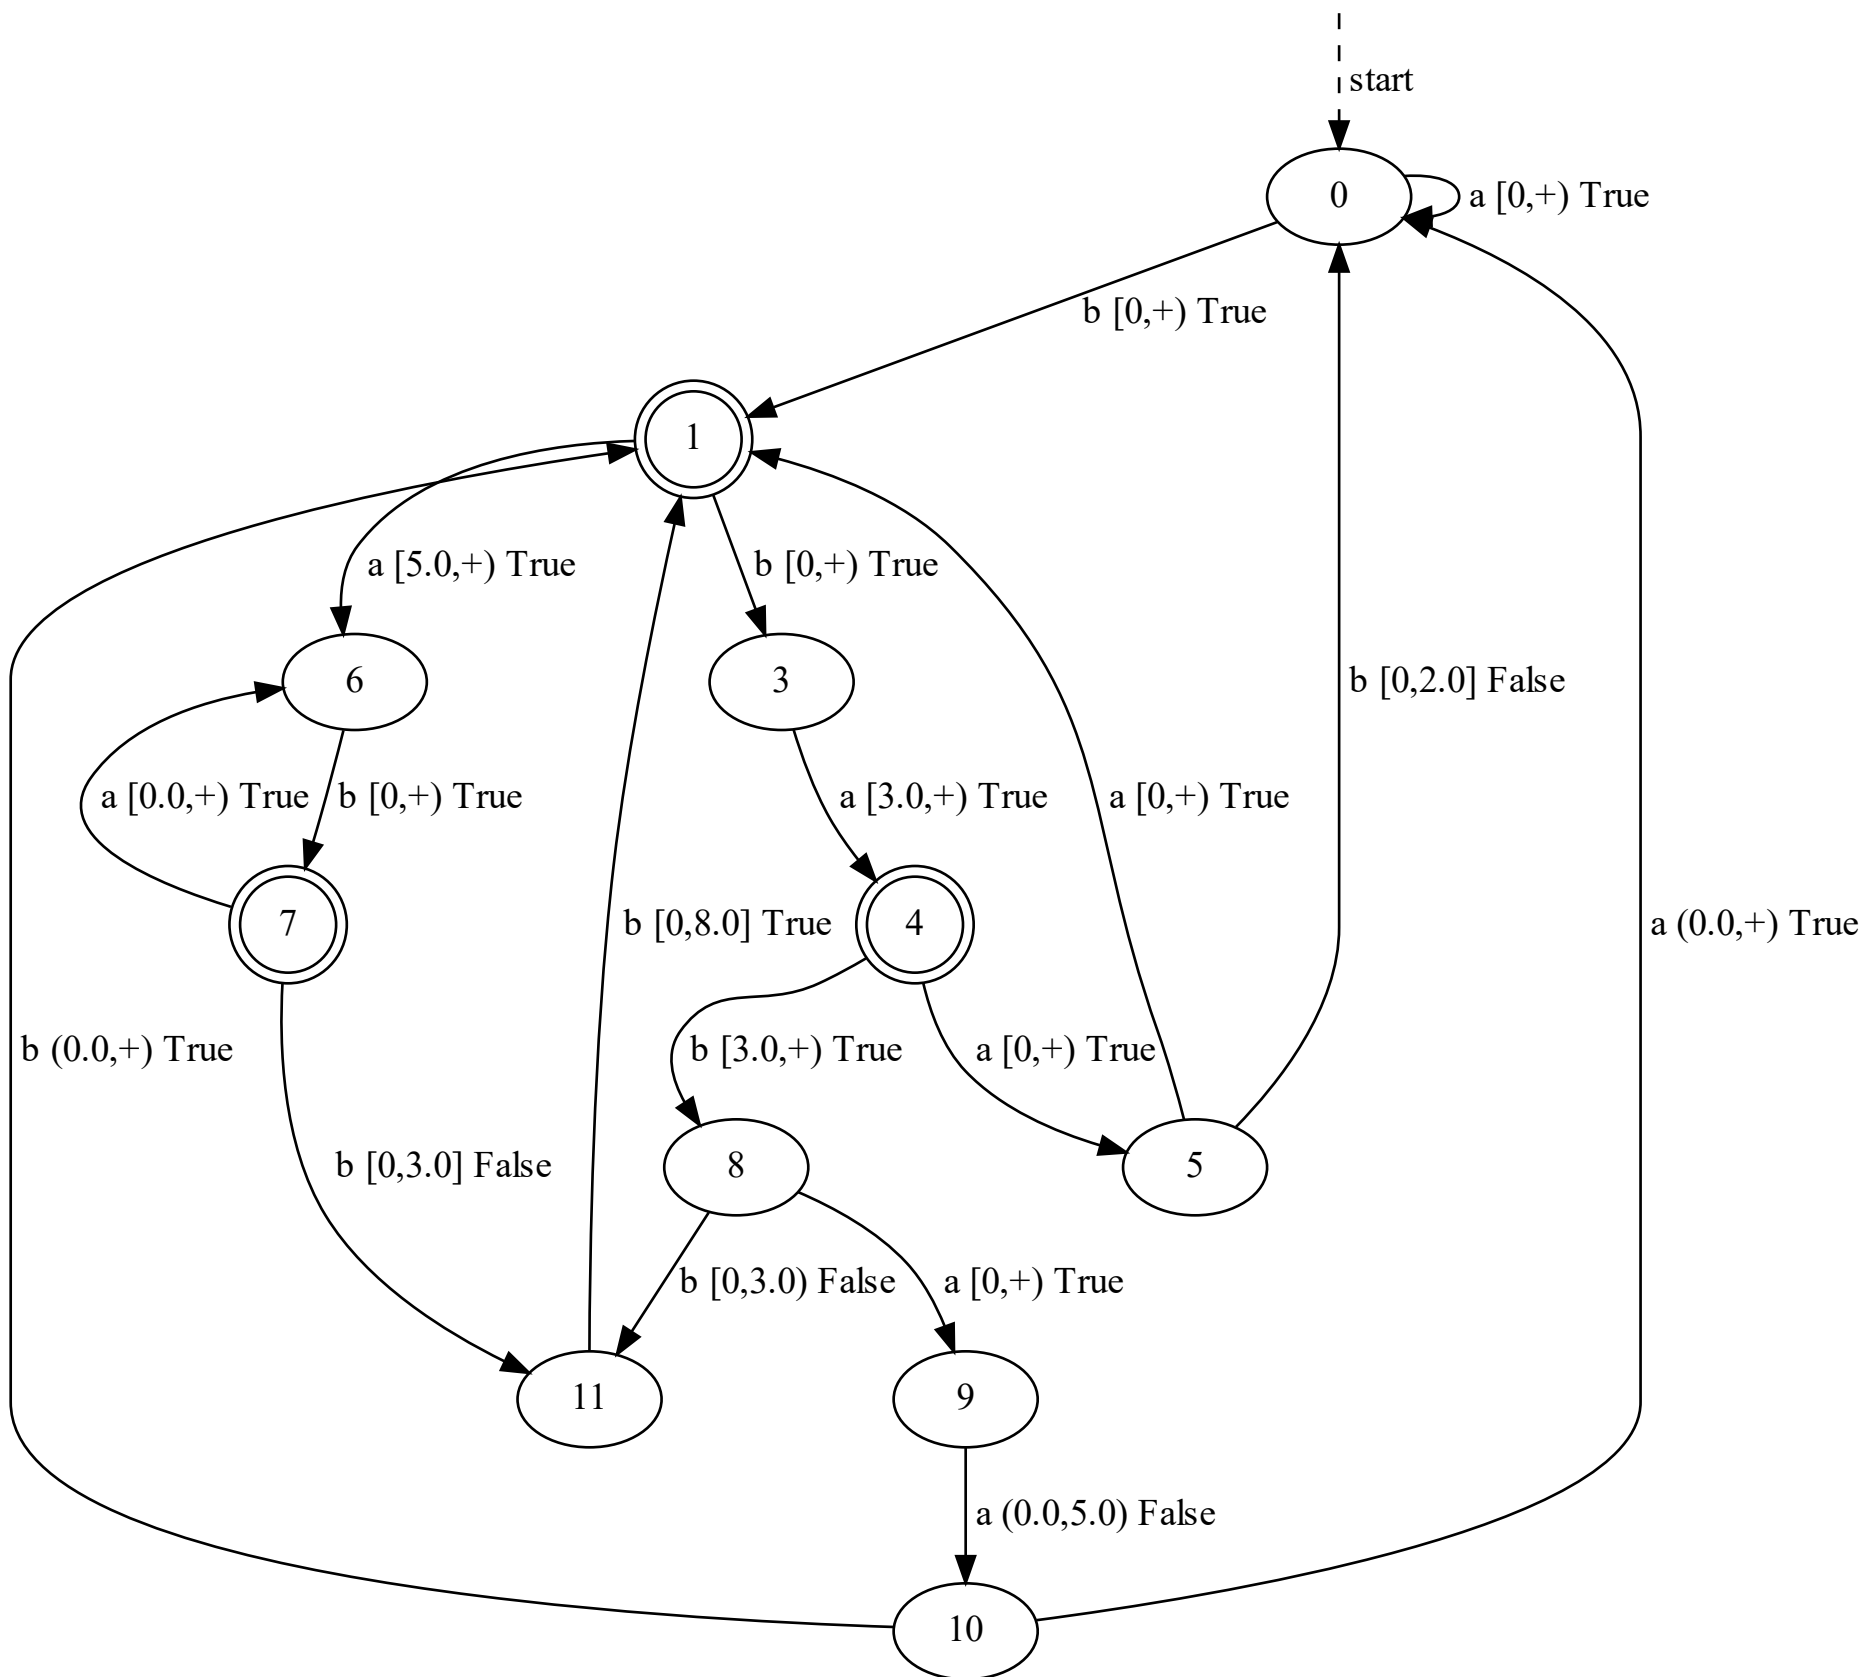 start
0
a [0,+) True
b [0,+) True
1
a [5.0,+) True
b [0,+) True
6
3
b [0,2.0] False
a [0.0,+) True
b [0,+) True
a [3.0,+) True
a [0,+) True
7
b [0,8.0] True
4
a (0.0,+) True
b (0.0,+) True
b [3.0,+) True
a [0,+) True
b [0,3.0] False
8
5
b [0,3.0) False
a [0,+) True
11
9
a (0.0,5.0) False
10